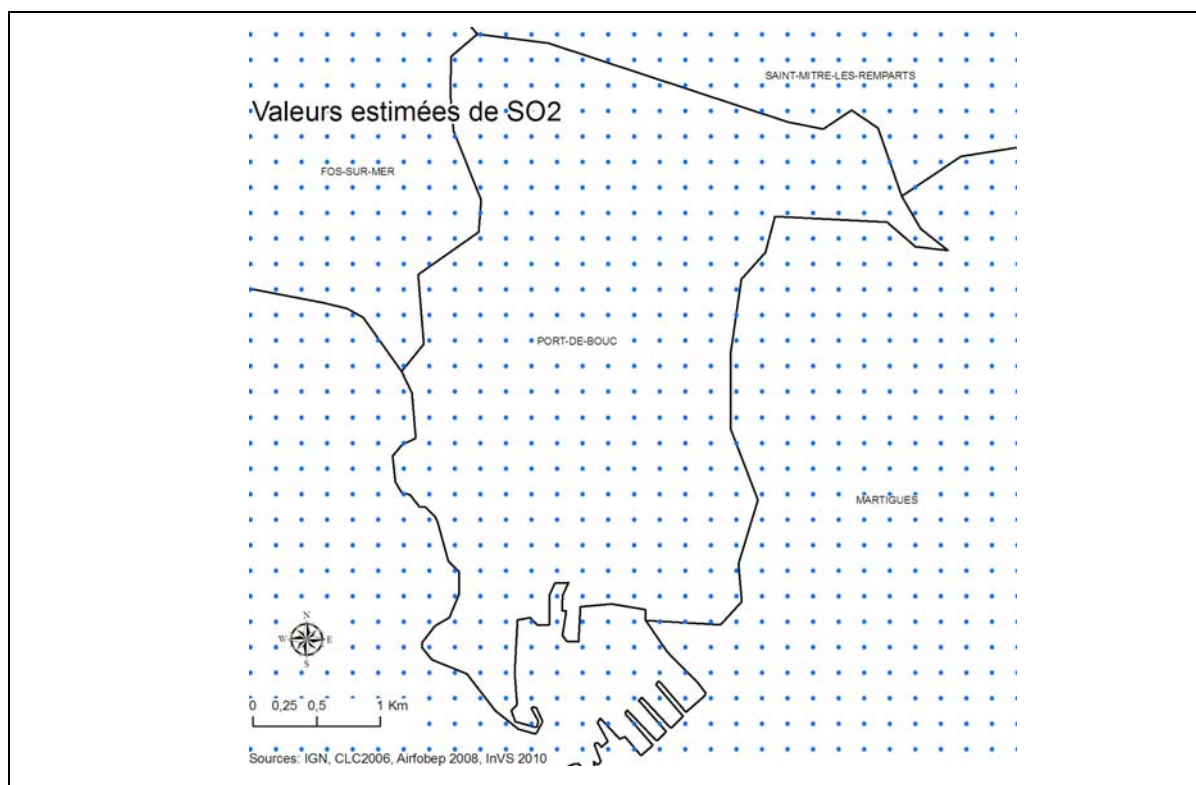 SAINT-MITRE-LES-REMPARTS
Valeurs estimées de SO2
FOS-SUR-MER
PORT-DE-BOUC
MARTIGUES
N
W E
S
0 0,25 0,5 1 Km
Sources: IGN, CLC2006, Airfobep 2008, InVS 2010